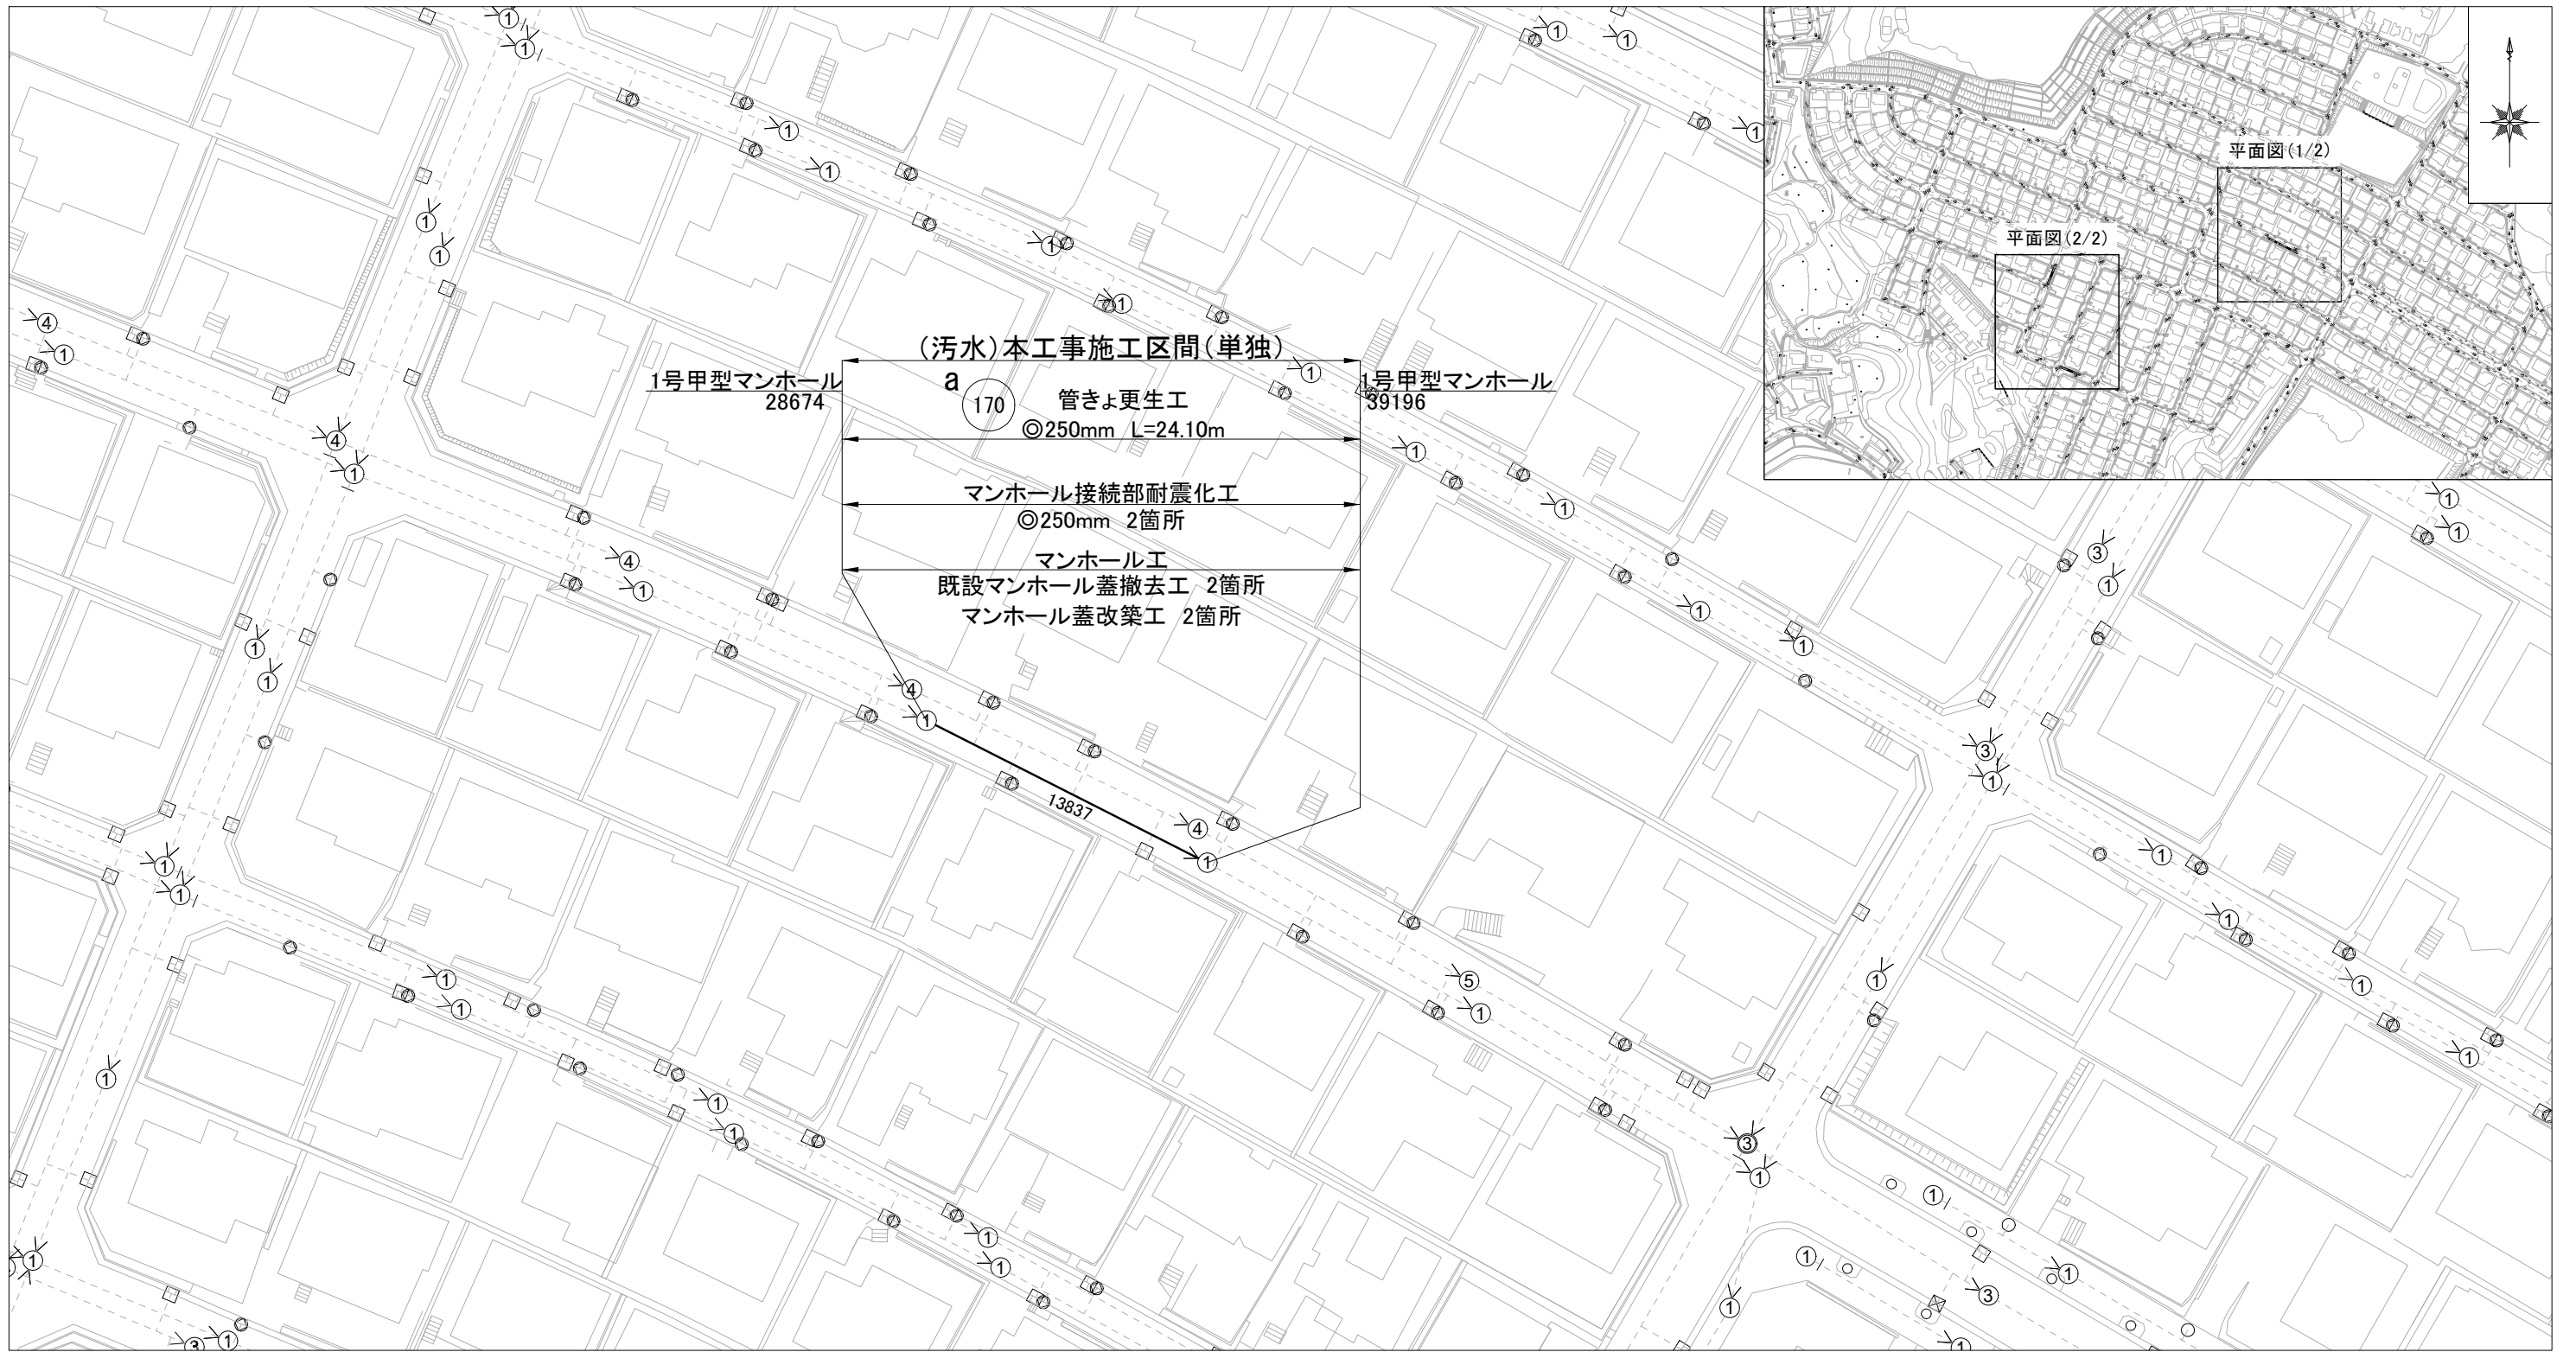 平面図(1/2)
平面図(2/2)
(汚水)本工事施工区間(単独)
1号甲型マンホール
28674
1号甲型マンホール
39196
a
170
管きょ更生工
◎250mm L=24.10m
マンホール接続部耐震化工
◎250mm 2箇所
マンホール工
既設マンホール蓋撤去工 2箇所
マンホール蓋改築工 2箇所
13837